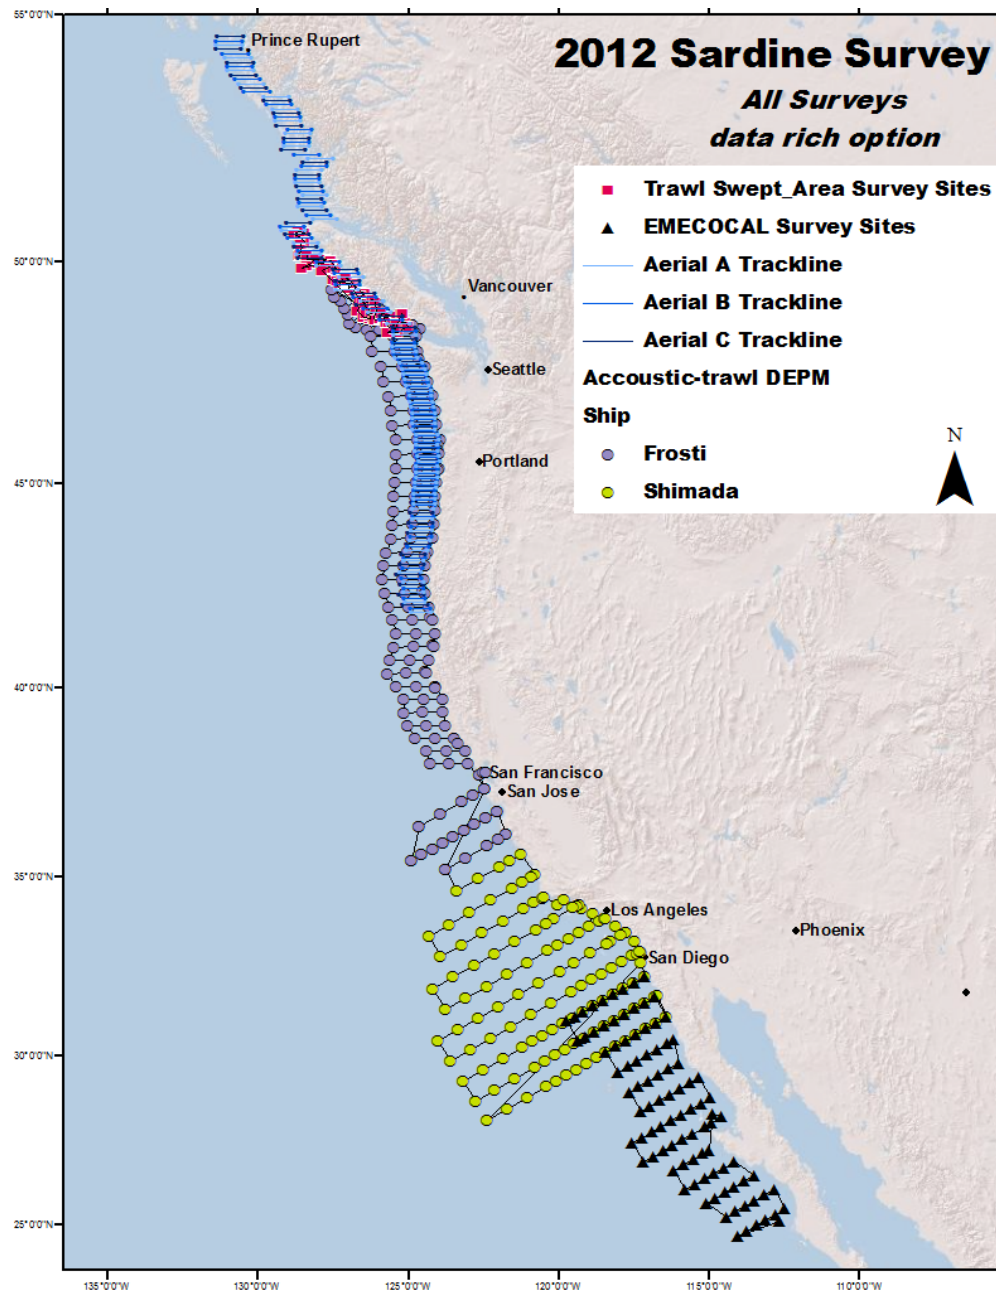 55°0'0"N
Prince Rupert
2012 Sardine Survey
All Surveys
data rich option
Trawl Swept_Area Survey Sites
EMECOCAL Survey Sites
Aerial A Trackline
Aerial B Trackline
Aerial C Trackline
Accoustic-trawl DEPM
Ship
Frosti
Shimada
N
50°0'0"N
Vancouver
Seattle
Portland
45°0'0"N
40°0'0"N
San Francisco
San Jose
35°0'0"N
Los Angeles
Phoenix
San Diego
30°0'0"N
25°0'0"N
135°0'0"W
130°0'0"W
125°0'0"W
120°0'0"W
115°0'0"W
110°0'0"W